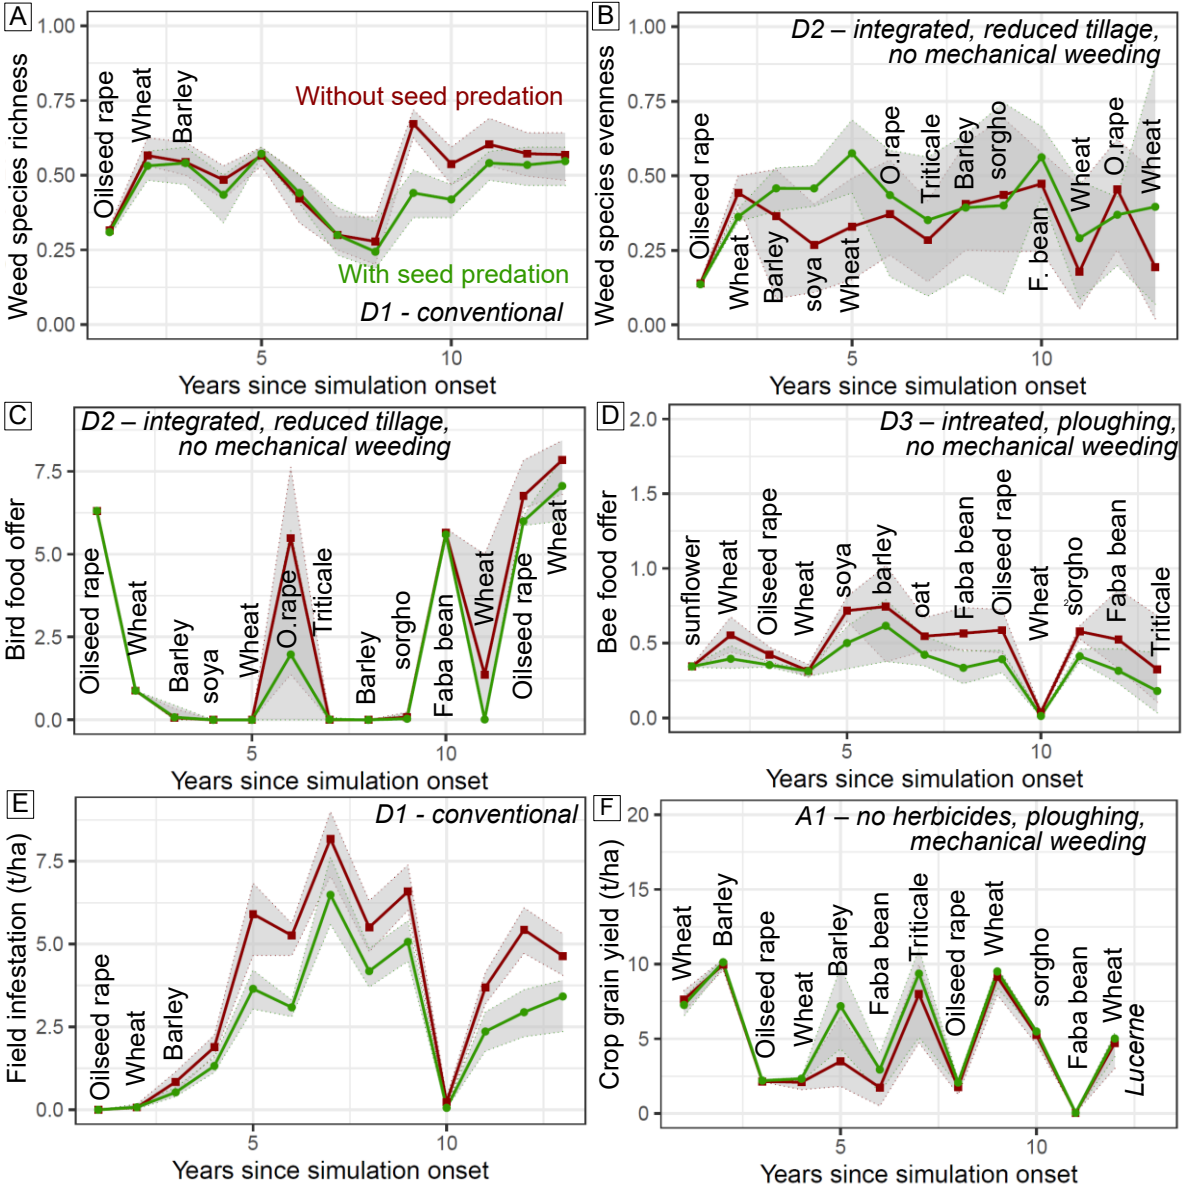 A
Weed species richness
1.00
0.75
0.50
0.25
0.00
Oilseed rape
Wheat
Barley
Without seed predation
With seed predation
D1 - conventional
5
10
Years since simulation onset
B
Weed species evenness
1.00
0.75
0.50
0.25
0.00
D2 – integrated, reduced tillage,
no mechanical weeding
Oilseed rape
Wheat
Barley
soya
Wheat
O.rape
Triticale
Barley
sorgho
F. bean
Wheat
O.rape
Wheat
5
10
Years since simulation onset
C
Bird food offer
7.5
5.0
2.5
0.0
D2 – integrated, reduced tillage,
no mechanical weeding
Oilseed rape
Wheat
Barley
soya
Wheat
O.rape
Triticale
Barley
sorgho
Faba bean
Wheat
Oilseed rape
Wheat
5
10
Years since simulation onset
D
Bee food offer
2.0
1.5
1.0
0.5
0.0
D3 – intreated, ploughing,
no mechanical weeding
sunflower
Wheat
Oilseed rape
Wheat
soya
barley
oat
Faba bean
Oilseed rape
Wheat
sorgho
Faba bean
Triticale
5
10
Years since simulation onset
E
Field infestation (t/ha)
7.5
5.0
2.5
0.0
D1 - conventional
Oilseed rape
Wheat
Barley
5
10
Years since simulation onset
F
Crop grain yield (t/ha)
20
15
10
5
0
A1 – no herbicides, ploughing,
mechanical weeding
Wheat
Barley
Oilseed rape
Wheat
Barley
Faba bean
Triticale
Oilseed rape
Wheat
sorgho
Faba bean
Wheat
Lucerne
5
10
Years since simulation onset